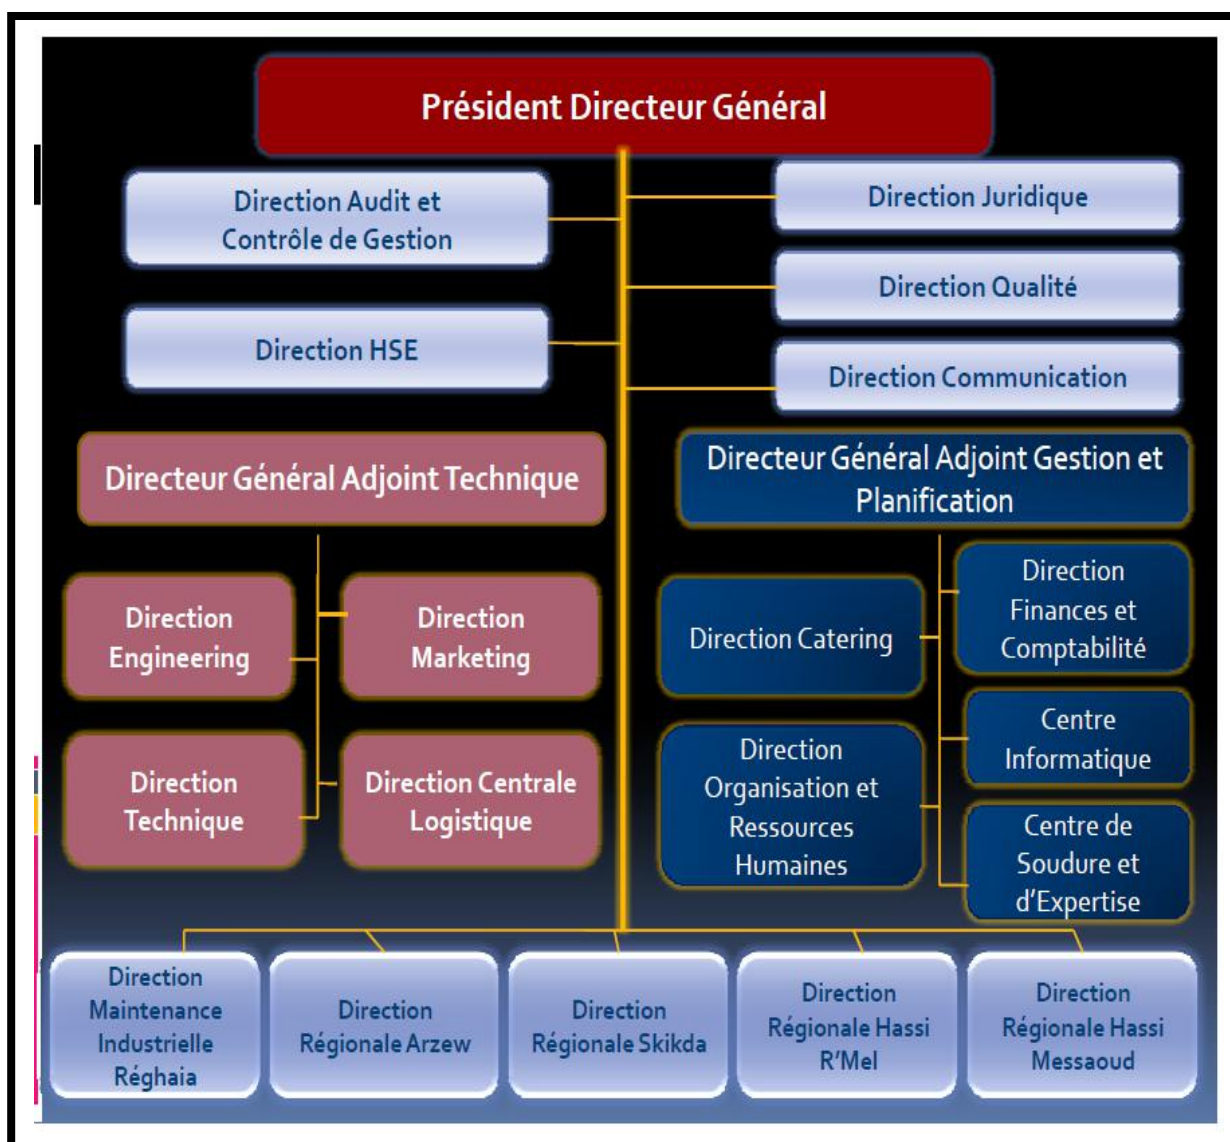 Président Directeur Général
Direction Audit et
Contrôle de Gestion
Direction Juridique
Direction Qualité
Direction HSE
Direction Communication
Directeur Général Adjoint Technique
Directeur Général Adjoint Gestion et
Planification
Direction
Engineering
Direction
Marketing
Direction
Technique
Direction Centrale
Logistique
Direction Catering
Direction
Finances et
Comptabilité
Direction
Organisation et
Ressources
Humaines
Centre
Informatique
Centre de
Soudure et
d'Expertise
Direction
Maintenance
Industrielle
Réghaia
Direction
Régionale Arzew
Direction
Régionale Skikda
Direction
Régionale Hassi
R'Mel
Direction
Régionale Hassi
Messaoud